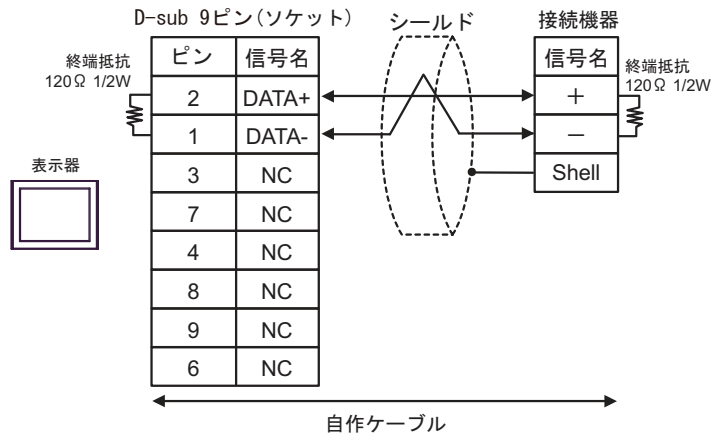 D-sub 9ピン(ソケット)
シールド
接続機器
終端抵抗
120Ω 1/2W
ピン 信号名
2 DATA+
1 DATA-
3 NC
7 NC
4 NC
8 NC
9 NC
6 NC
信号名
+
−
Shell
終端抵抗
120Ω 1/2W
表示器
自作ケーブル